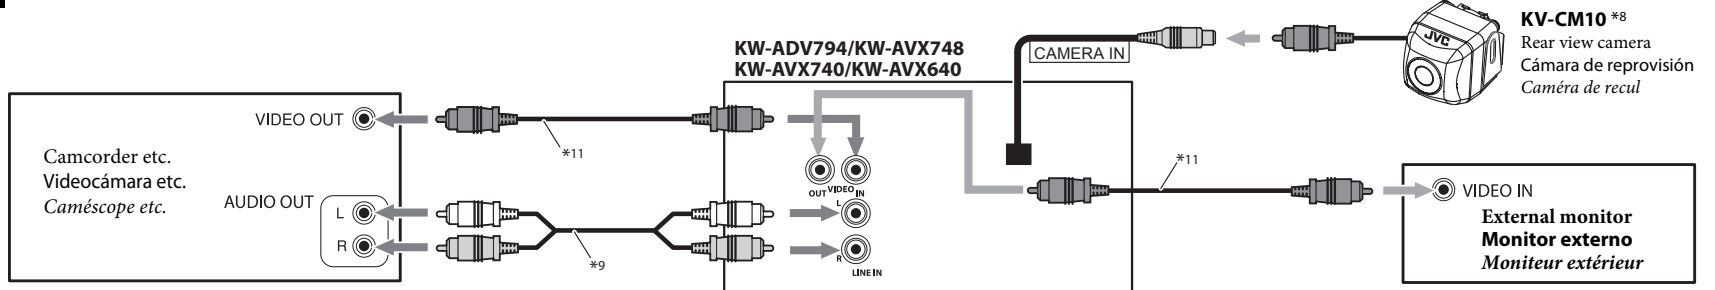 KV-CM10 *8
Rear view camera
Cámara de reprovisión
Caméra de recul
JVC
KW-ADV794/KW-AVX748
KW-AVX740/KW-AVX640
CAMERA IN
VIDEO OUT
*11
Camcorder etc.
Videocámara etc.
Caméscope etc.
AUDIO OUT
L
R
*9
OUT VIDEO IN
L
R
LINE IN
*11
VIDEO IN
External monitor
Monitor externo
Moniteur extérieur